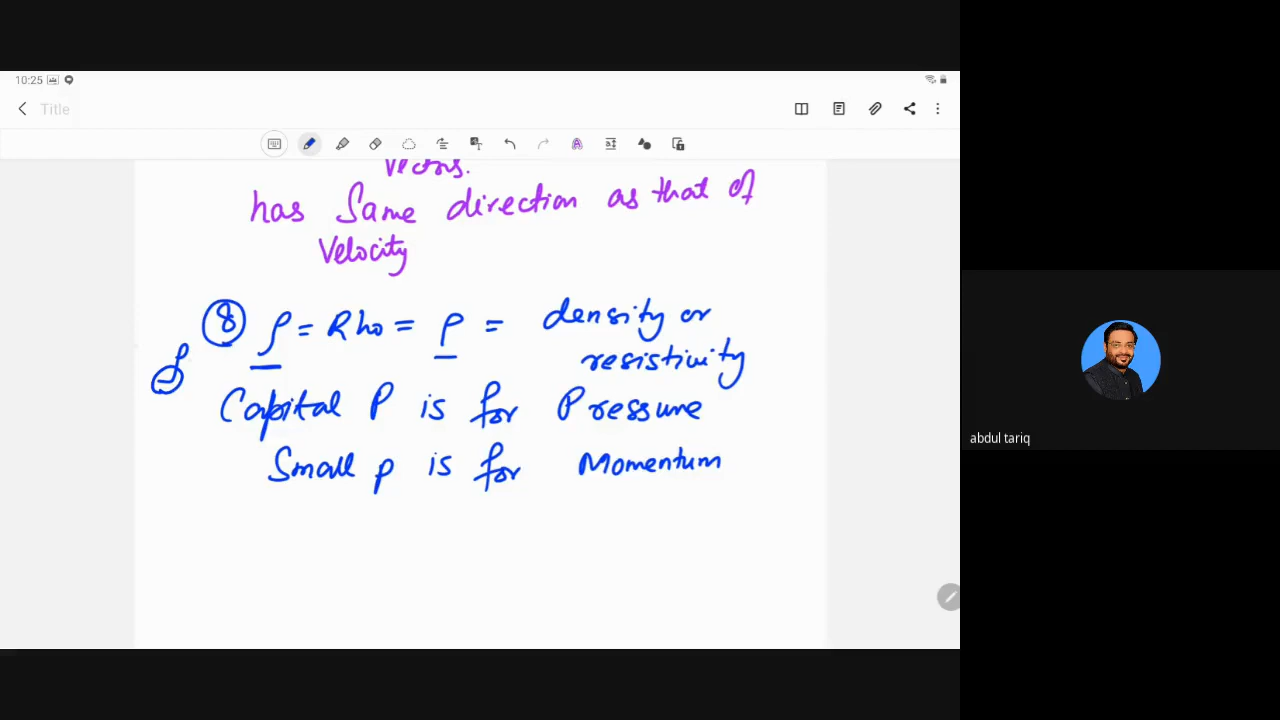 10:25
Title
Vectors.
has Same direction as that of
Velocity
8 ρ = Rho = ρ = density or
resistivity
Capital P is for Pressure
Small p is for Momentum
abdul tariq